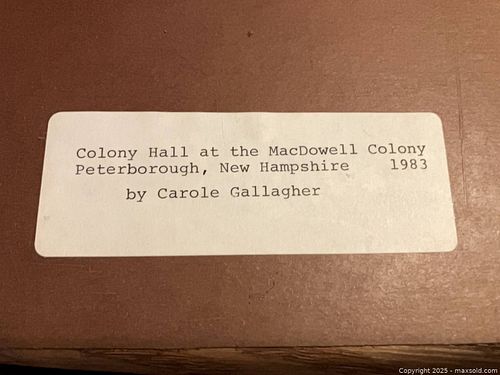 Colony Hall at the MacDowell Colony
Peterborough, New Hampshire 1983
by Carole Gallagher
Copyright 2025 - maxsold.com